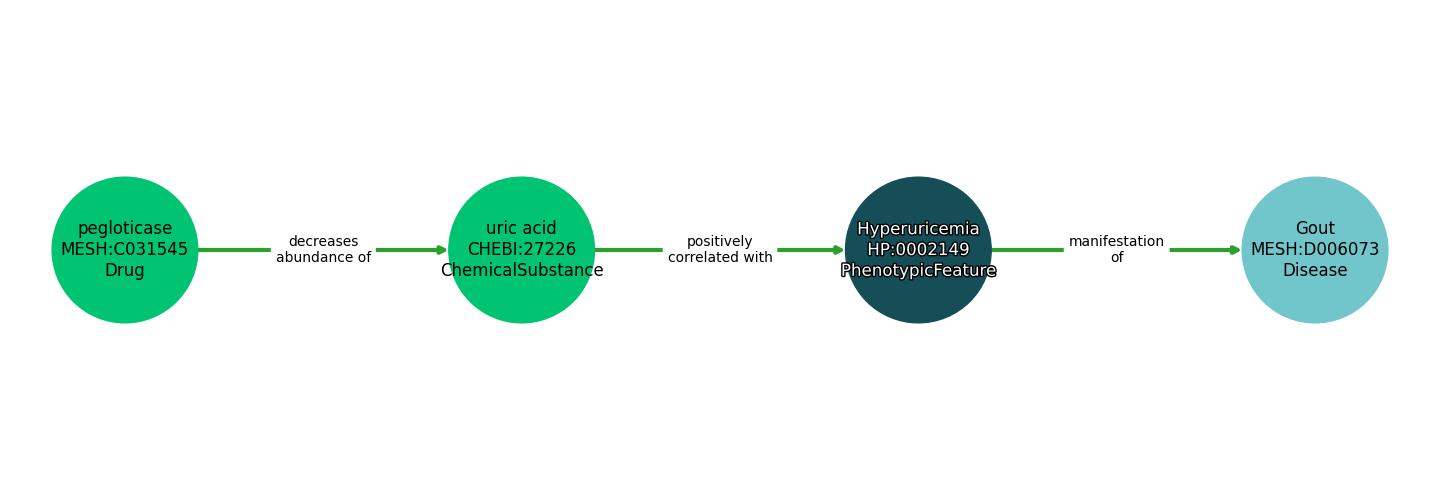 pegloticase
MESH:C031545
Drug
decreases
abundance of
uric acid
CHEBI:27226
ChemicalSubstance
positively
correlated with
Hyperuricemia
HP:0002149
PhenotypicFeature
manifestation
of
Gout
MESH:D006073
Disease